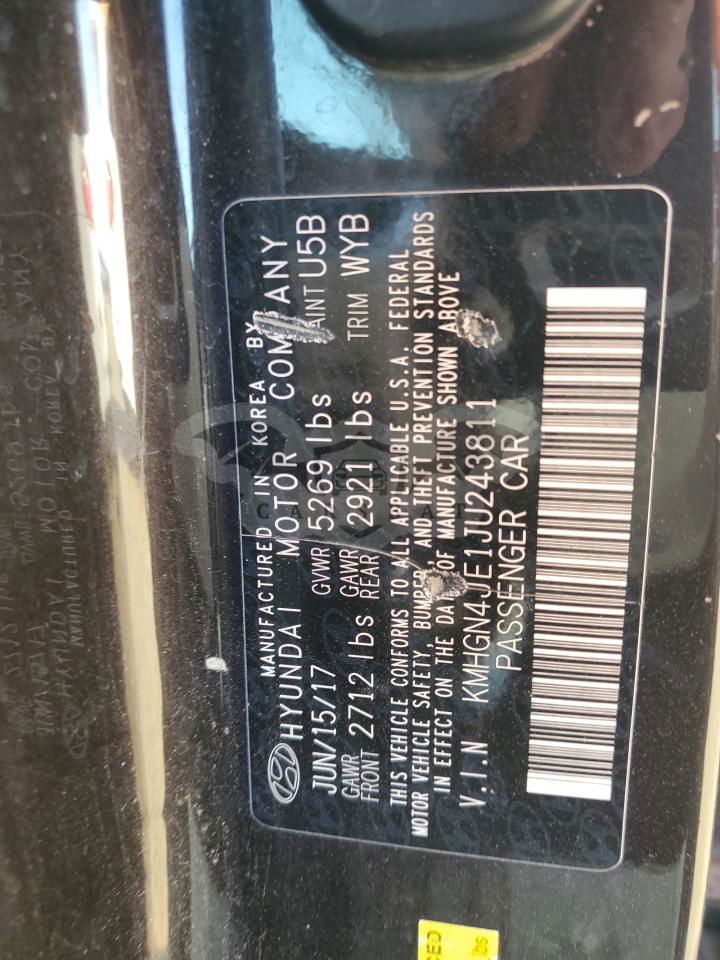 MANUFACTURED IN KOREA BY
HYUNDAI MOTOR COMPANY
JUN/15/17 GVWR 5269 lbs PAINT U5B
GAWR FRONT 2712 lbs GAWR REAR 2921 lbs TRIM WYB
THIS VEHICLE CONFORMS TO ALL APPLICABLE U.S.A. FEDERAL
MOTOR VEHICLE SAFETY, BUMPER, AND THEFT PREVENTION STANDARDS
IN EFFECT ON THE DATE OF MANUFACTURE SHOWN ABOVE
V.I.N KMHGN4JE1JU243811
PASSENGER CAR
lbs